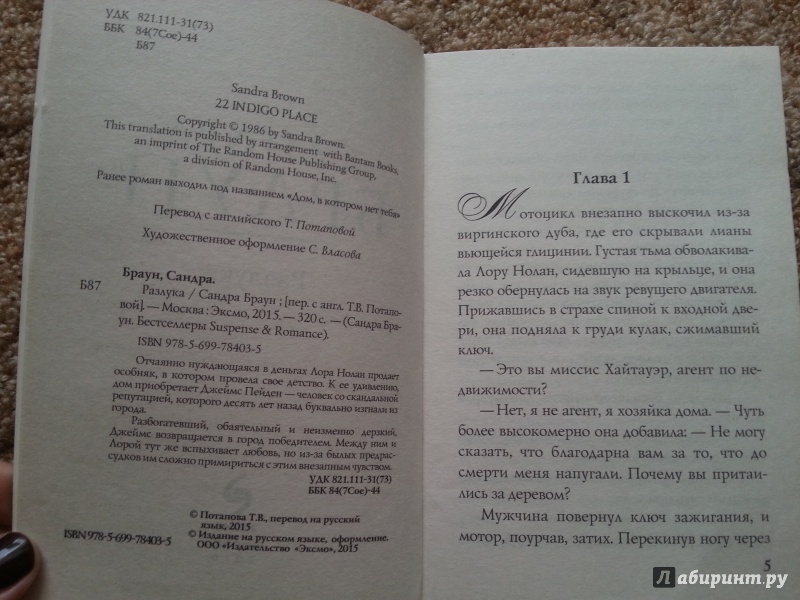 УДК 821.111-31(73)
ББК 84(7Сое)-44
Б87
Sandra Brown
22 INDIGO PLACE
Copyright © 1986 by Sandra Brown.
This translation is published by arrangement with Bantam Books,
an imprint of The Random House Publishing Group,
a division of Random House, Inc.
Ранее роман выходил под названием «Дом, в котором нет тебя»
Перевод с английского Т. Потаповой
Художественное оформление С. Власова
Браун, Сандра.
Б87 Разлука / Сандра Браун ; [пер. с англ. Т.В. Потапо-
вой]. — Москва : Эксмо, 2015. — 320 с. — (Сандра Бра-
ун. Бестселлеры Suspense & Romance).
ISBN 978-5-699-78403-5
Отчаянно нуждающаяся в деньгах Лора Нолан продает
особняк, в котором провела свое детство. К ее удивлению,
дом приобретает Джеймс Пейден — человек со скандальной
репутацией, которого десять лет назад буквально изгнали из
города.
Разбогатевший, обаятельный и неизменно дерзкий,
Джеймс возвращается в город победителем. Между ним и
Лорой тут же вспыхивает любовь, но из-за былых предрас-
судков им сложно примириться с этим внезапным чувством.
УДК 821.111-31(73)
ББК 84(7Сое)-44
© Потапова Т.В., перевод на русский
язык, 2015
© Издание на русском языке, оформление.
ООО «Издательство «Эксмо», 2015
ISBN 978-5-699-78403-5
Глава 1
Мотоцикл внезапно выскочил из-за
виргинского дуба, где его скрывали лианы
вьющейся глицинии. Густая тьма обволакива-
ла Лору Нолан, сидевшую на крыльце, и она
резко обернулась на звук ревущего двигателя.
Прижавшись в страхе спиной к входной две-
ри, она подняла к груди кулак, сжимавший
ключ.
— Это вы миссис Хайтауэр, агент по не-
движимости?
— Нет, я не агент, я хозяйка дома. — Чуть
более высокомерно она добавила: — Не могу
сказать, что благодарна вам за то, что до
смерти меня напугали. Почему вы притаи-
лись за деревом?
Мужчина повернул ключ зажигания, и
мотор, поурчав, затих. Перекинув ногу через
5
Лабиринт.ру